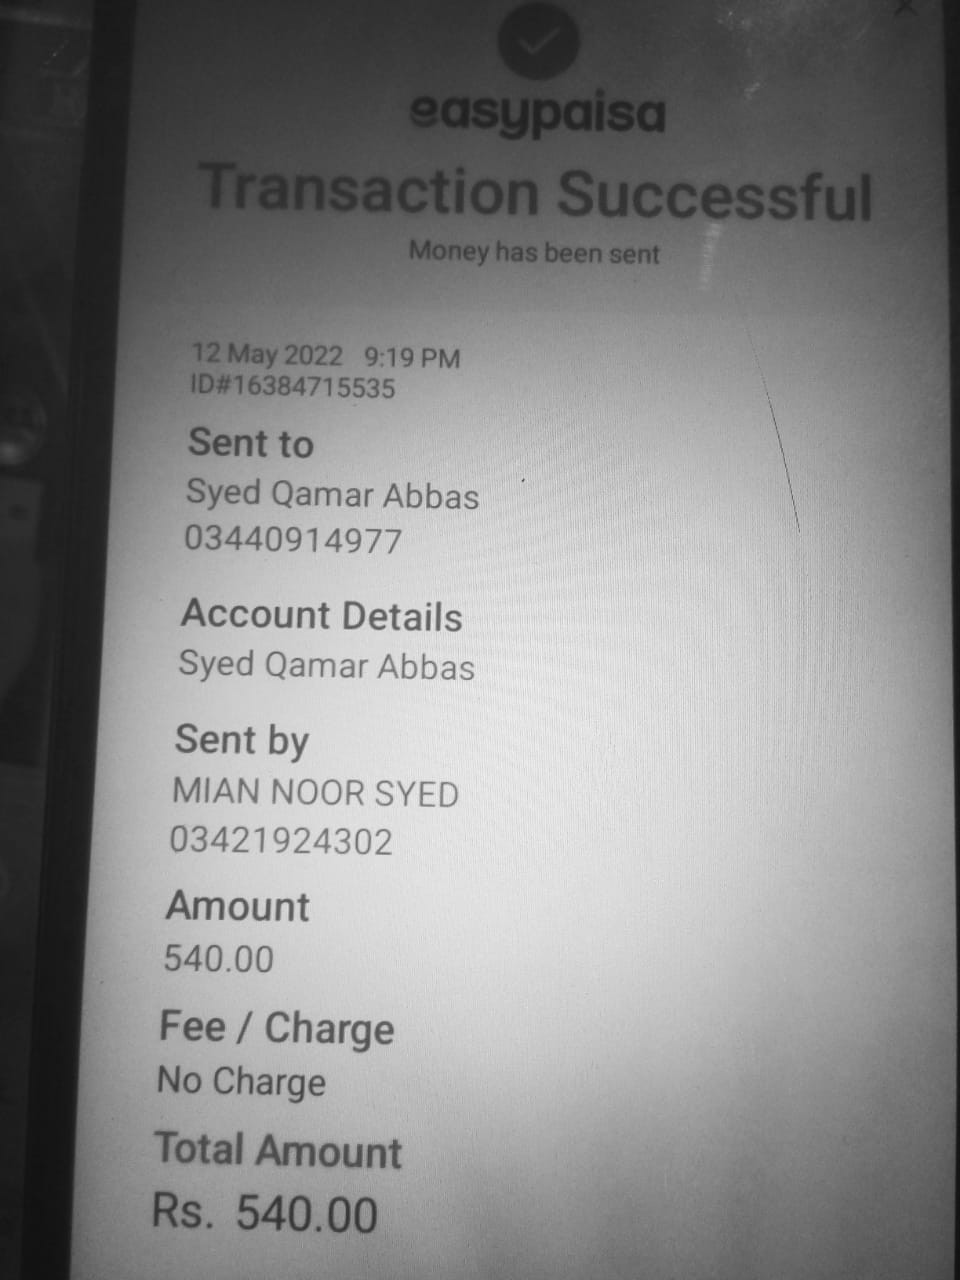 easypaisa
Transaction Successful
Money has been sent
12 May 2022 9:19 PM
ID#16384715535
Sent to
Syed Qamar Abbas
03440914977
Account Details
Syed Qamar Abbas
Sent by
MIAN NOOR SYED
03421924302
Amount
540.00
Fee / Charge
No Charge
Total Amount
Rs. 540.00